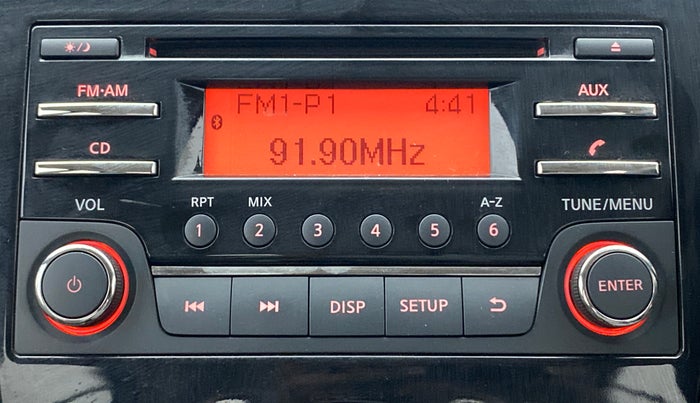 FM·AM
FM1-P1 4:41
AUX
91.90MHz
CD
VOL
RPT MIX A-Z
TUNE/MENU
1 2 3 4 5 6
DISP SETUP
ENTER